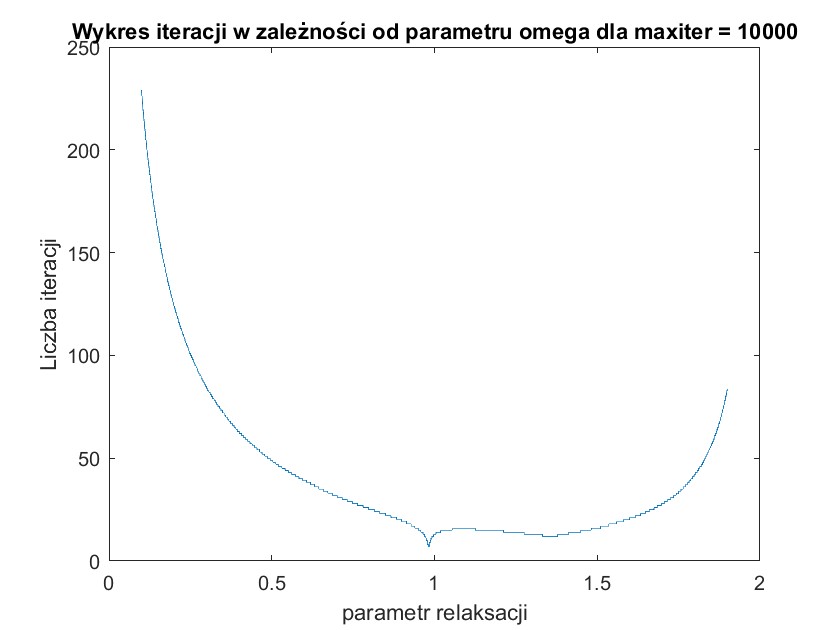 Wykres iteracji w zależności od parametru omega dla maxiter = 10000
250
200
150
100
50
0
Liczba iteracji
0 0.5 1 1.5 2
parametr relaksacji